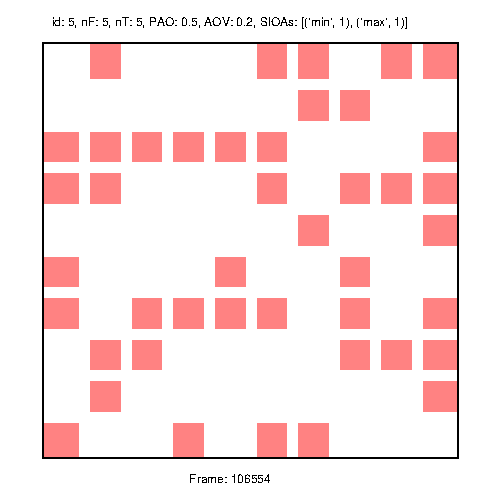 id: 5, nF: 5, nT: 5, PAO: 0.5, AOV: 0.2, SIOAs: [('min', 1), ('max', 1)]
Frame: 106554